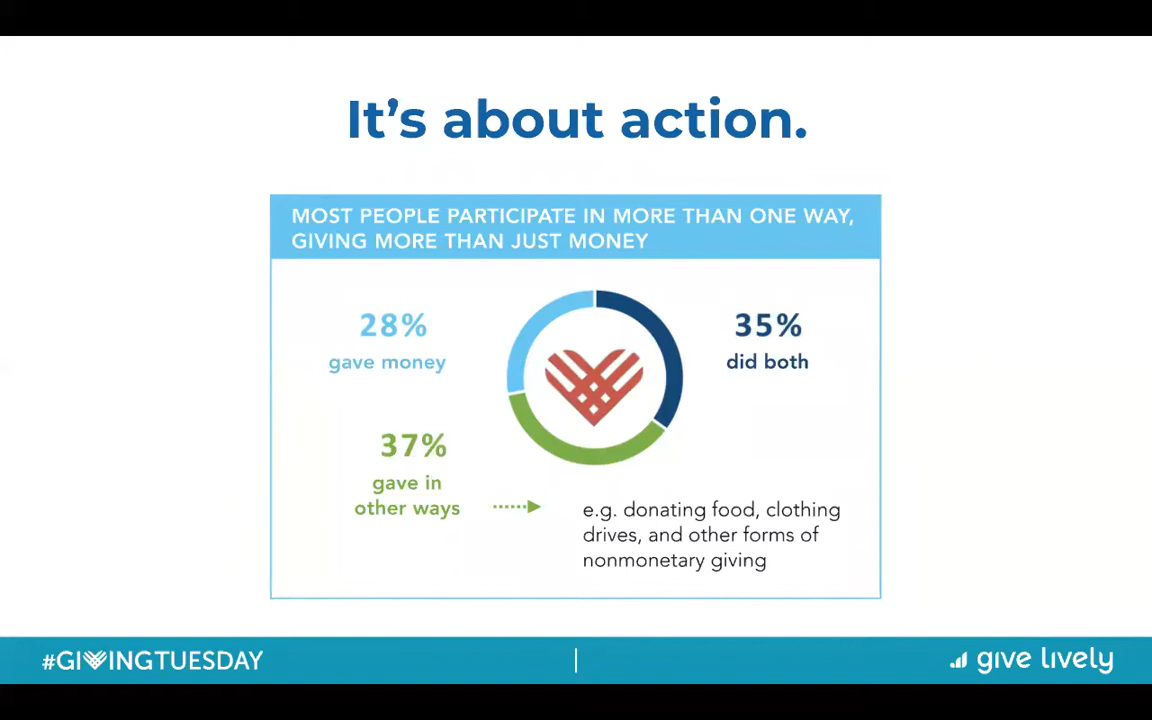 It's about action.
MOST PEOPLE PARTICIPATE IN MORE THAN ONE WAY,
GIVING MORE THAN JUST MONEY
28%
gave money
35%
did both
37%
gave in
other ways
e.g. donating food, clothing
drives, and other forms of
nonmonetary giving
#GIVINGTUESDAY
give lively